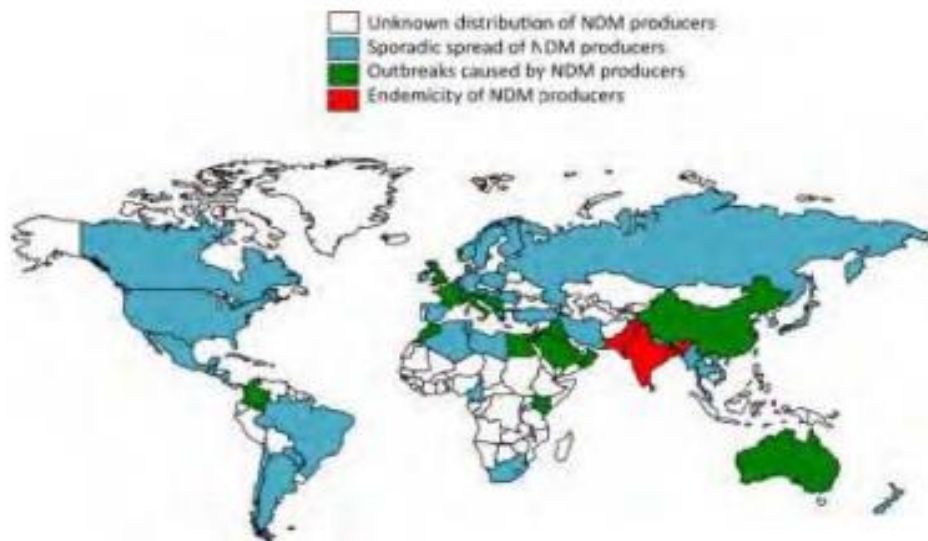 Unknown distribution of NDM producers
Sporadic spread of NDM producers
Outbreaks caused by NDM producers
Endemicity of NDM producers